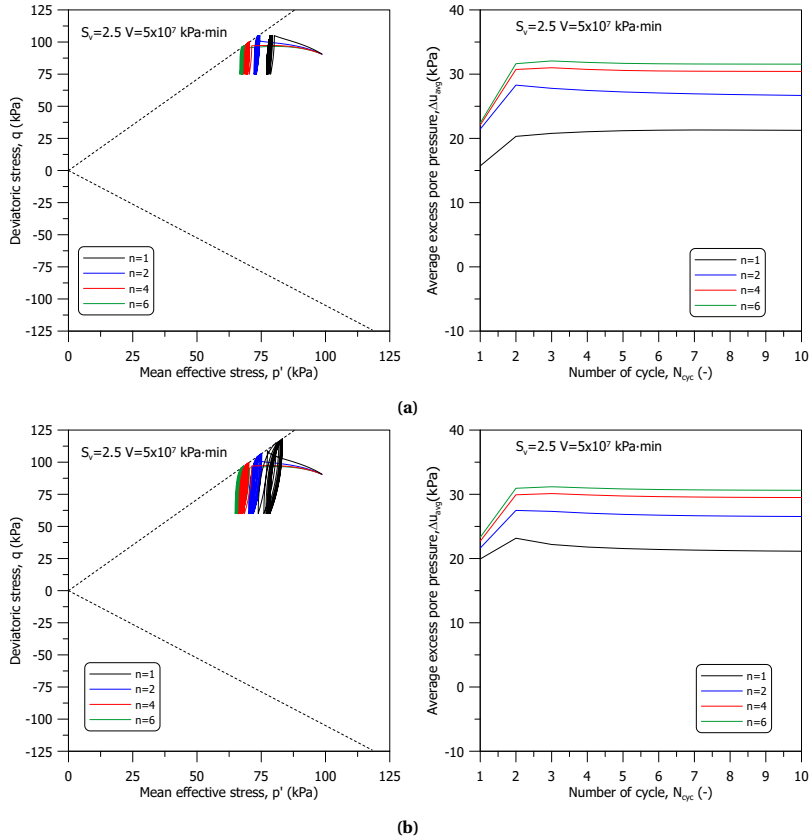 125
100
75
50
25
0
-25
-50
-75
-100
-125
Deviatoric stress, q (kPa)
Sv=2.5 V=5x10⁷ kPa·min
n=1
n=2
n=4
n=6
0 25 50 75 100 125
Mean effective stress, p' (kPa)
40
30
20
10
0
-10
Average excess pore pressure,Δuavg(kPa)
Sv=2.5 V=5x10⁷ kPa·min
n=1
n=2
n=4
n=6
1 2 3 4 5 6 7 8 9 10
Number of cycle, Ncyc (-)
(a)
125
100
75
50
25
0
-25
-50
-75
-100
-125
Deviatoric stress, q (kPa)
Sv=2.5 V=5x10⁷ kPa·min
n=1
n=2
n=4
n=6
0 25 50 75 100 125
Mean effective stress, p' (kPa)
40
30
20
10
0
-10
Average excess pore pressure,Δuavg(kPa)
Sv=2.5 V=5x10⁷ kPa·min
n=1
n=2
n=4
n=6
1 2 3 4 5 6 7 8 9 10
Number of cycle, Ncyc (-)
(b)